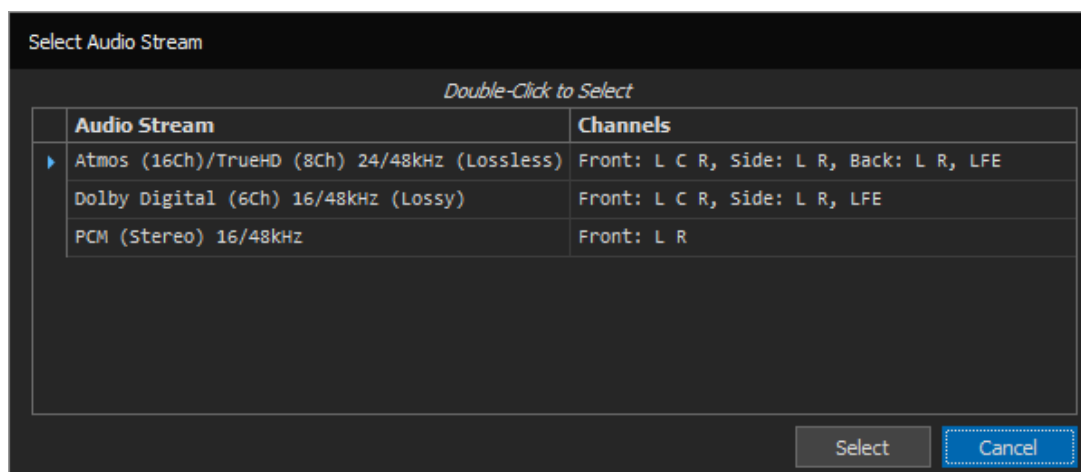 Select Audio Stream
Double-Click to Select
Audio Stream Channels
Atmos (16Ch)/TrueHD (8Ch) 24/48kHz (Lossless) Front: L C R, Side: L R, Back: L R, LFE
Dolby Digital (6Ch) 16/48kHz (Lossy) Front: L C R, Side: L R, LFE
PCM (Stereo) 16/48kHz Front: L R
Select Cancel